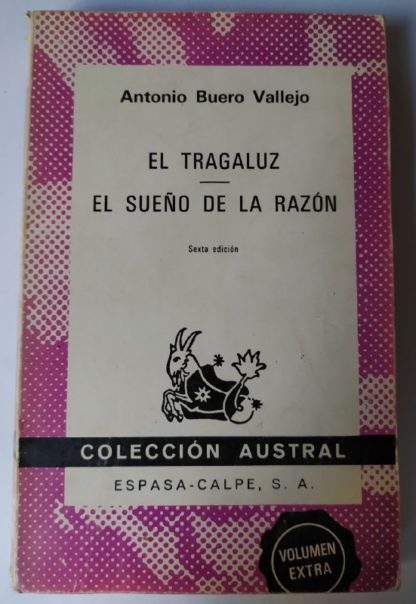 Antonio Buero Vallejo
EL TRAGALUZ
EL SUEÑO DE LA RAZÓN
Sexta edición
COLECCIÓN AUSTRAL
ESPASA-CALPE, S. A.
VOLUMEN
EXTRA